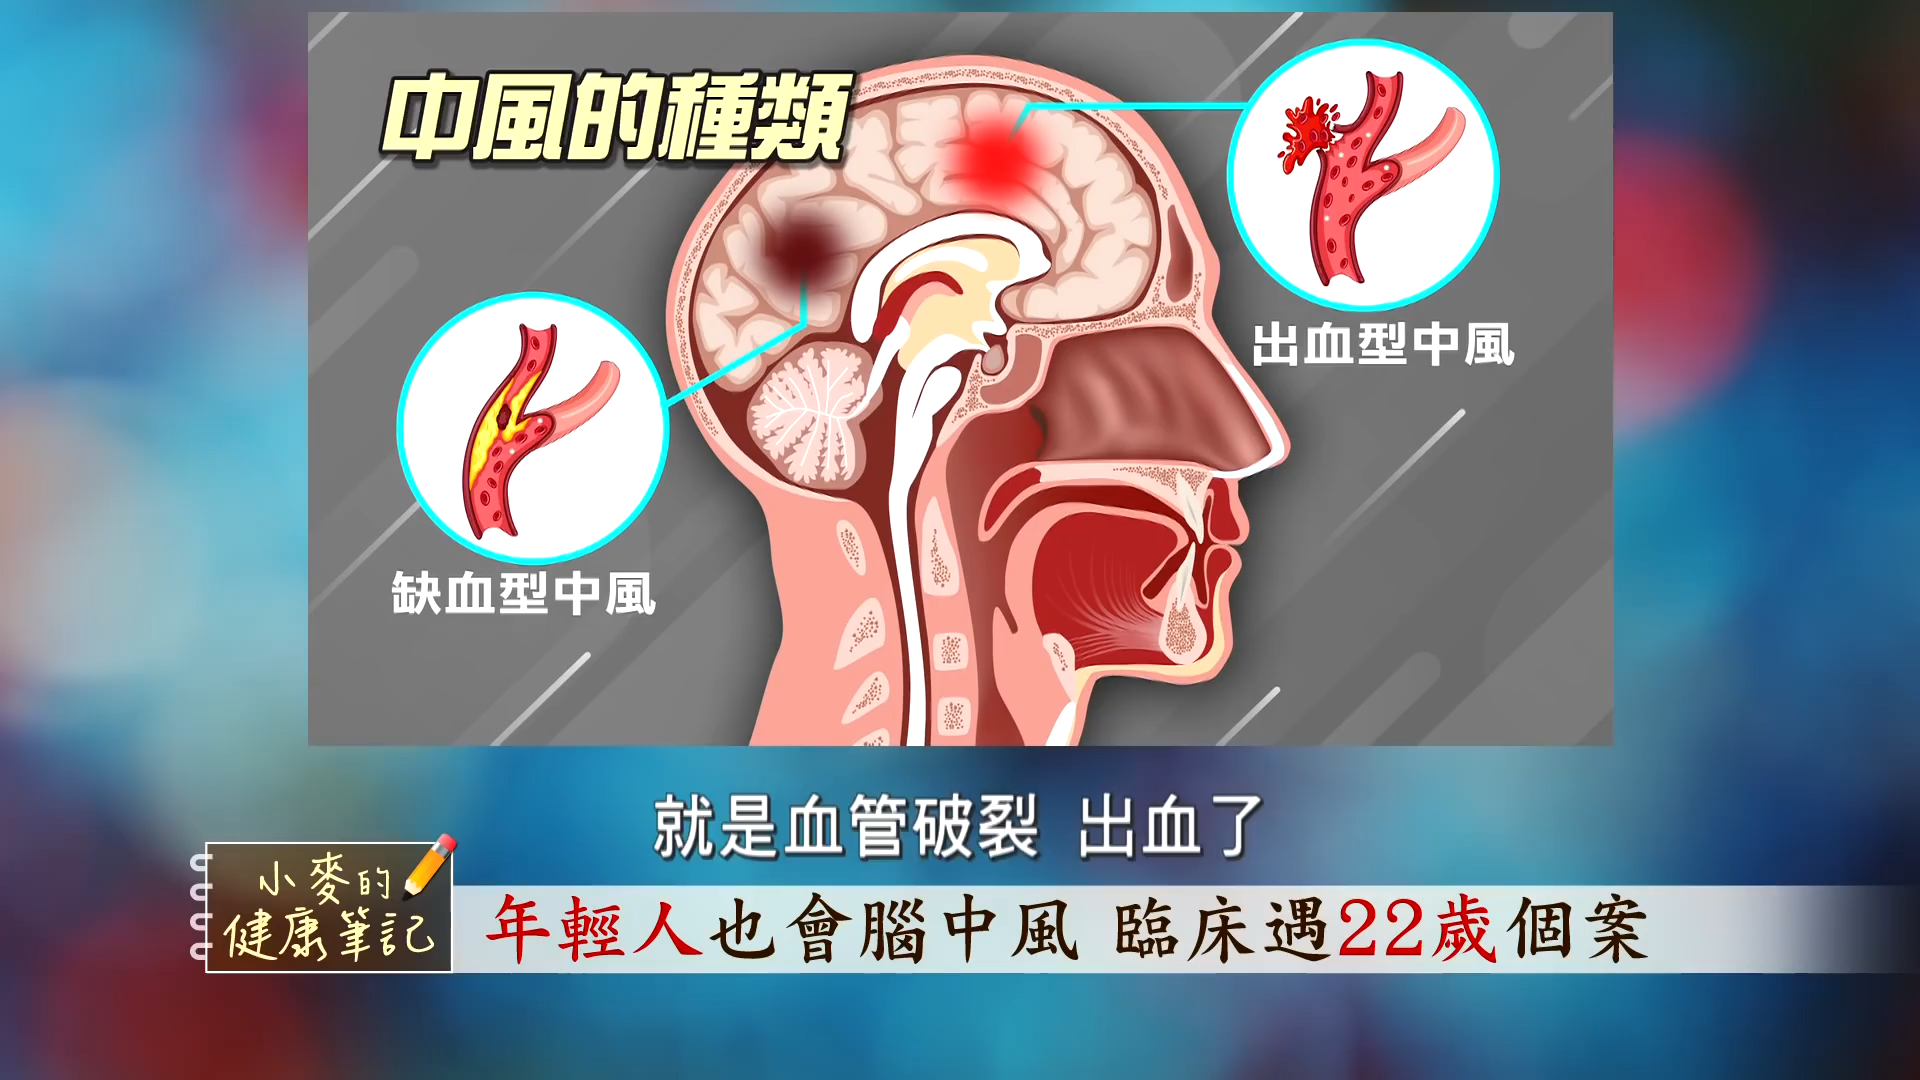 中風的種類
出血型中風
缺血型中風
就是血管破裂 出血了
小麥的
健康筆記
年輕人也會腦中風 臨床遇22歲個案